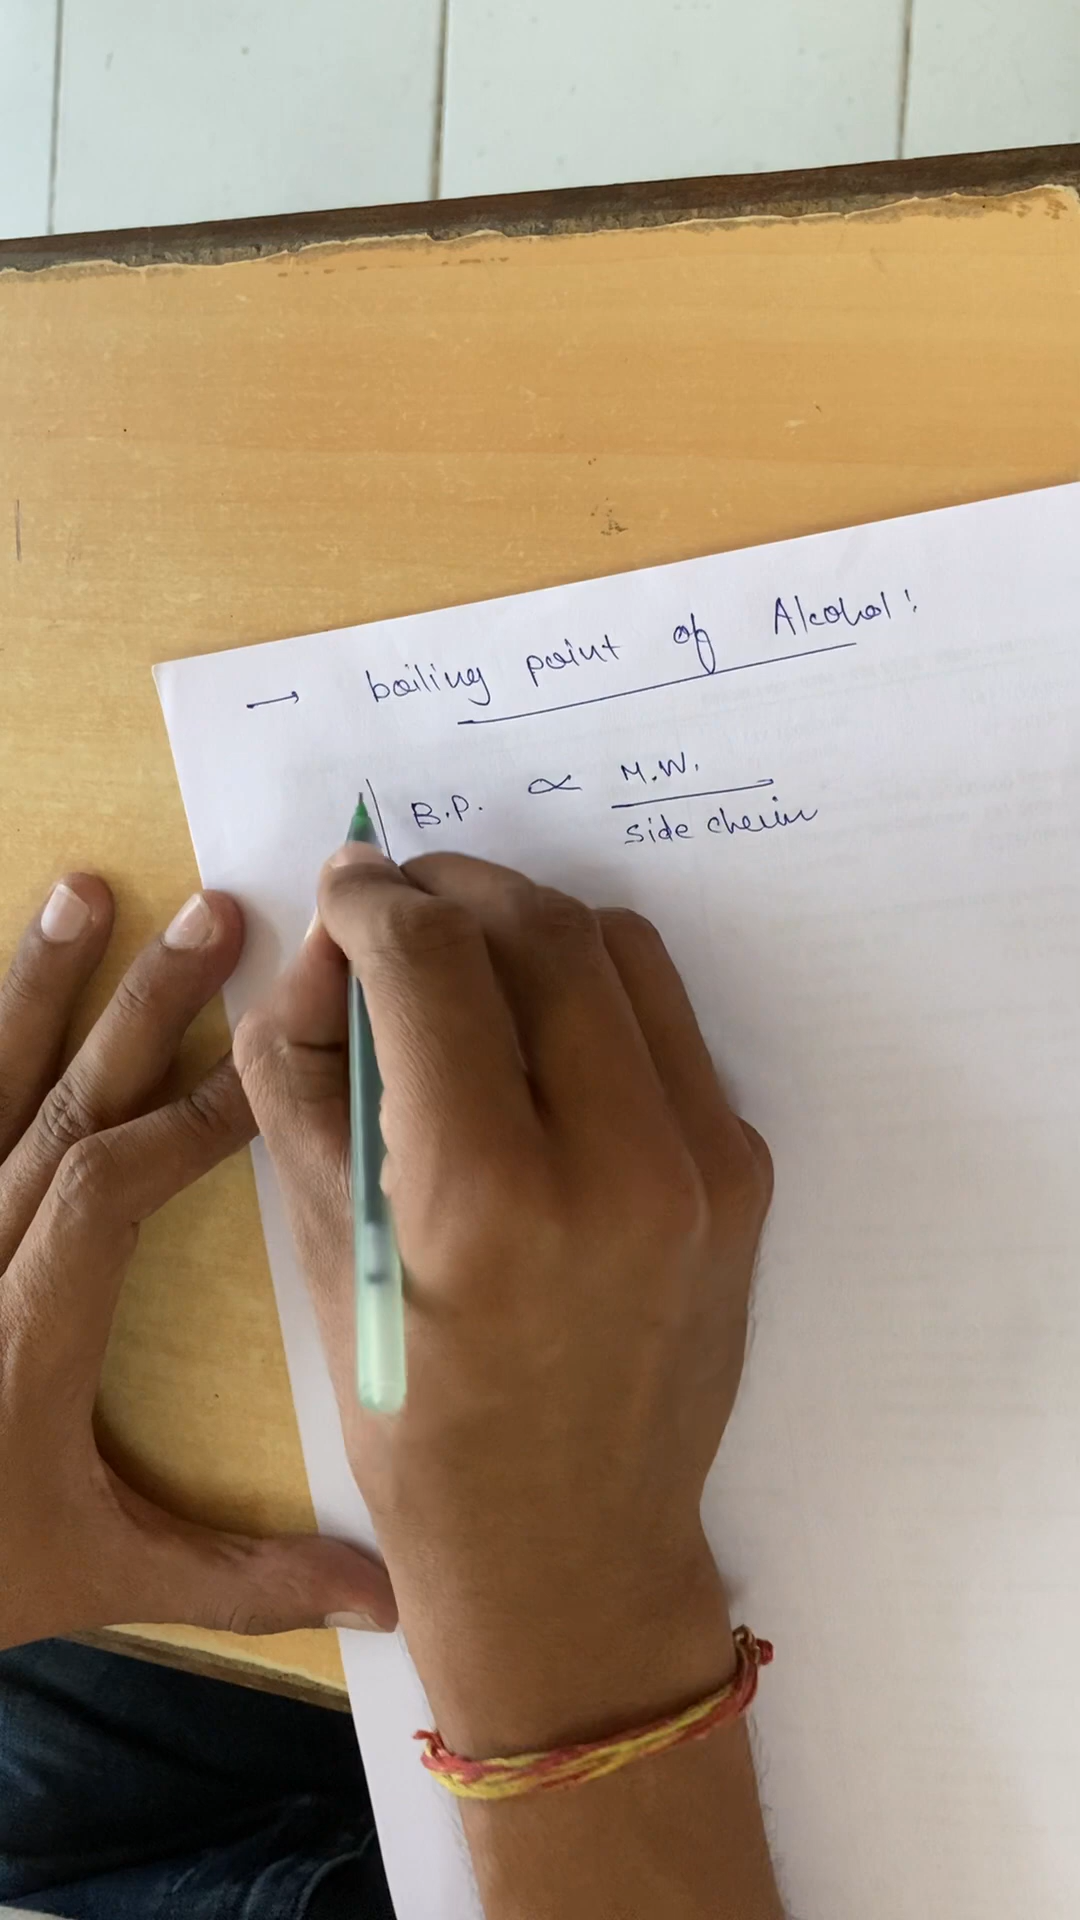 → boiling point of Alcohol:
B.P. ∝ M.W. / side chain